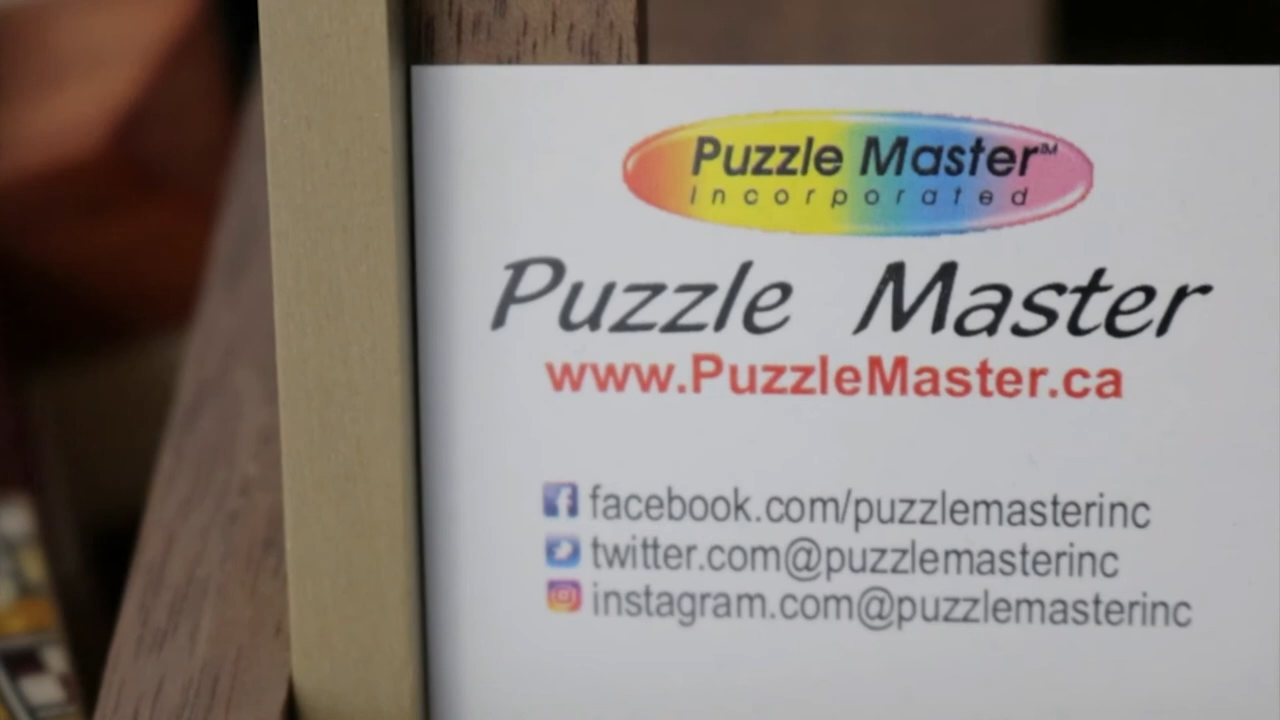 Puzzle Master℠
Incorporated
Puzzle Master
www.PuzzleMaster.ca
facebook.com/puzzlemasterinc
twitter.com@puzzlemasterinc
instagram.com@puzzlemasterinc